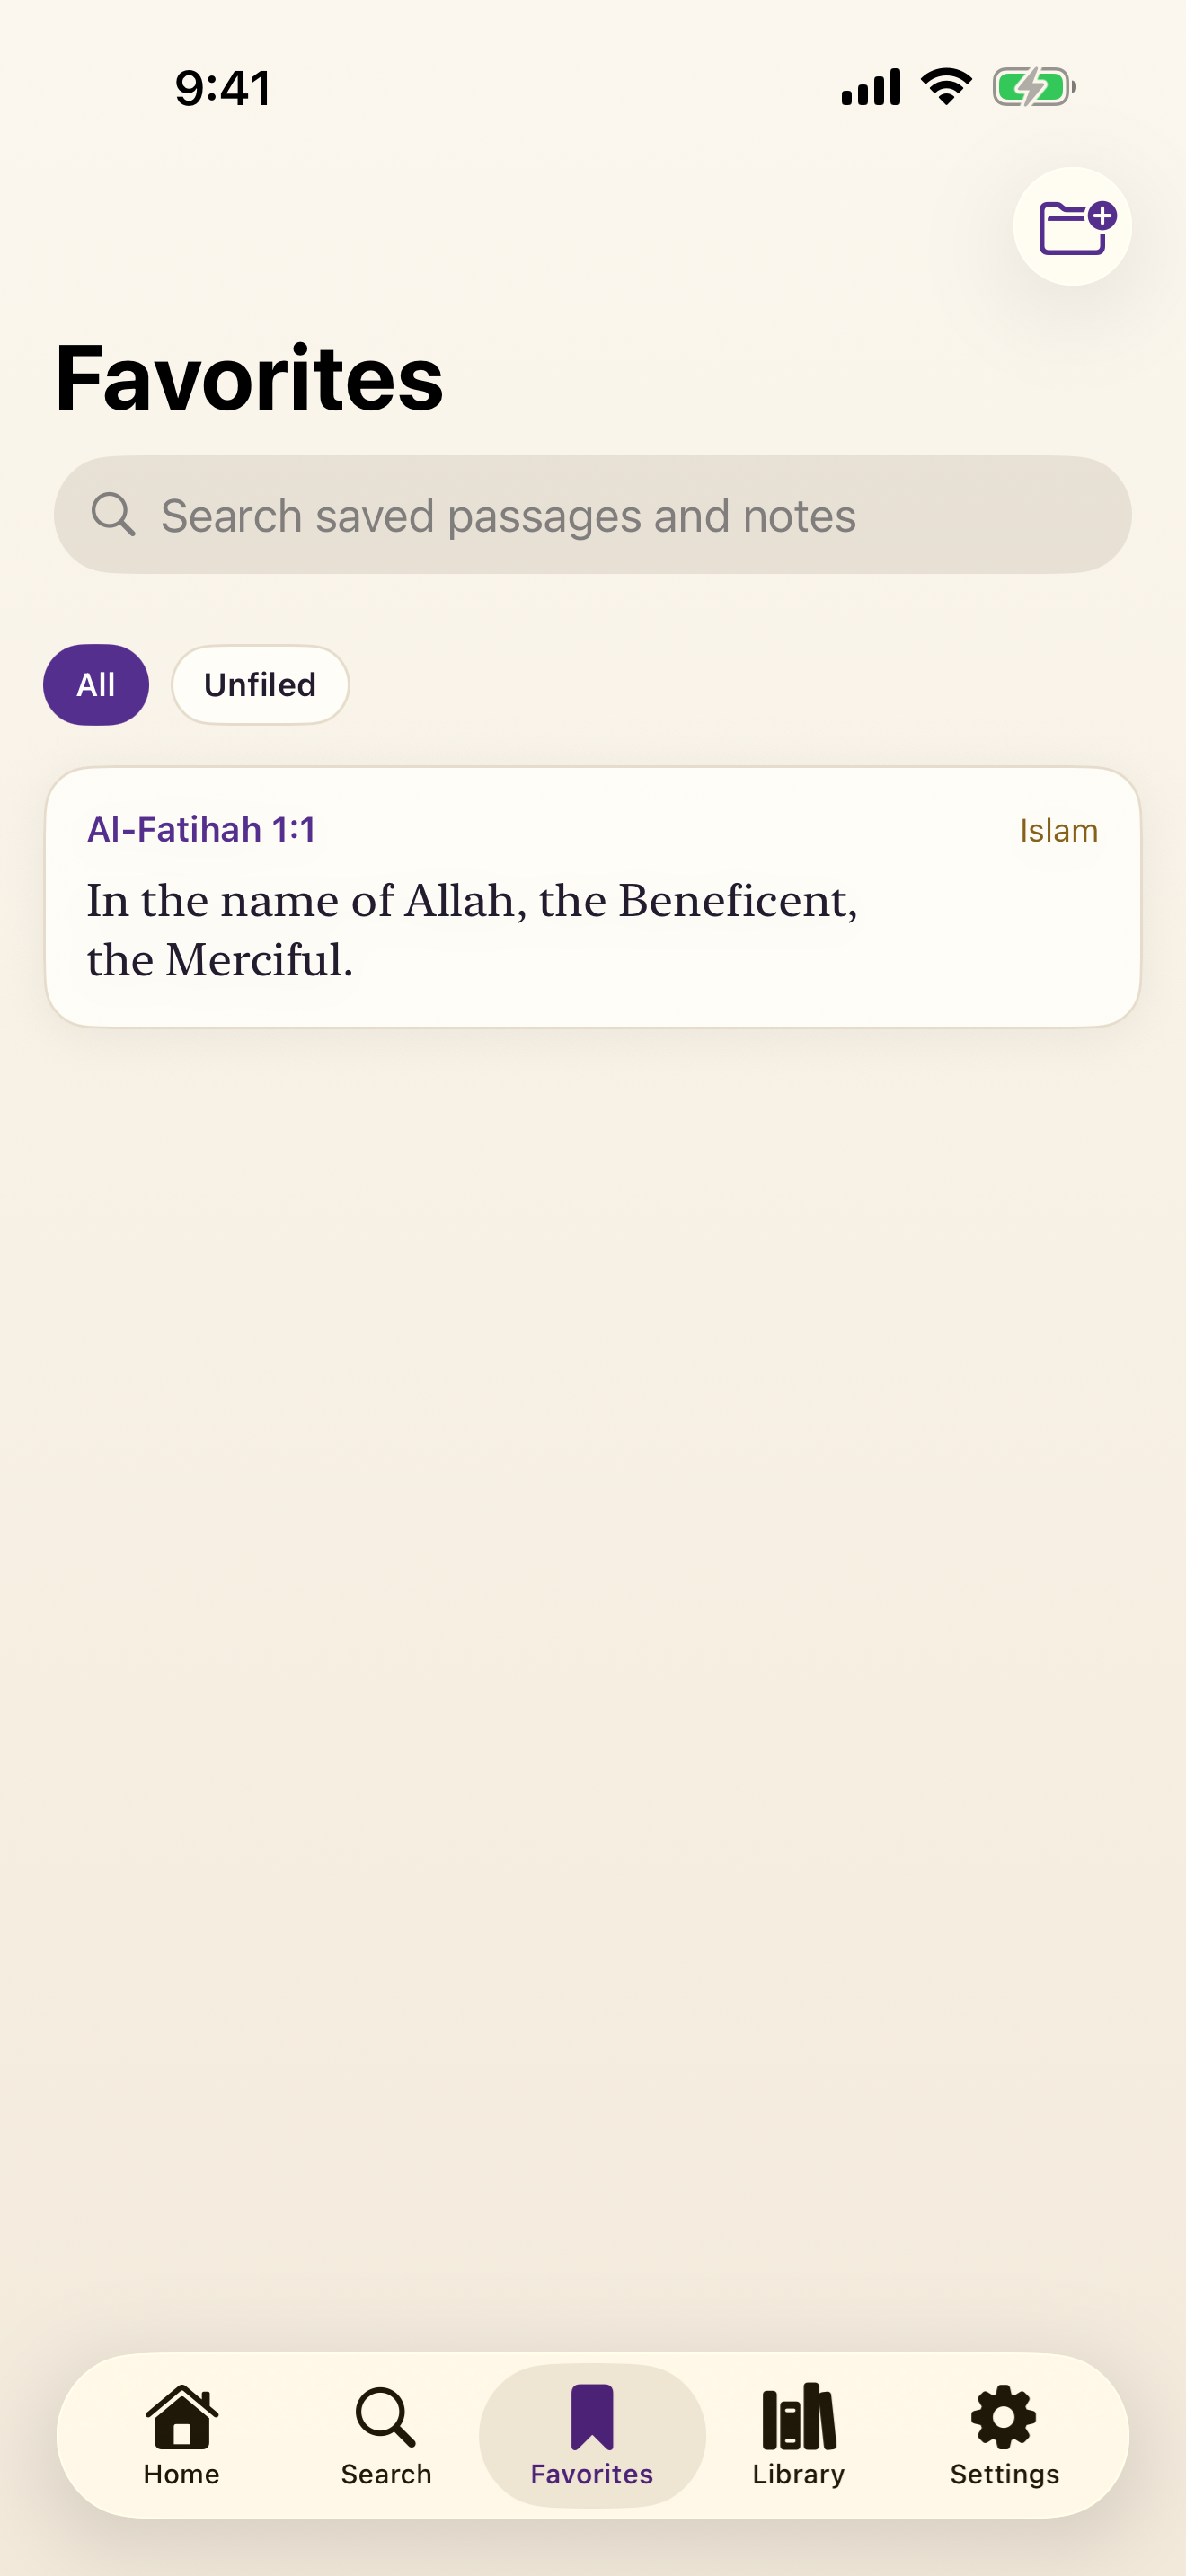 9:41
Favorites
Search saved passages and notes
All
Unfiled
Al-Fatihah 1:1
Islam
In the name of Allah, the Beneficent,
the Merciful.
Home
Search
Favorites
Library
Settings